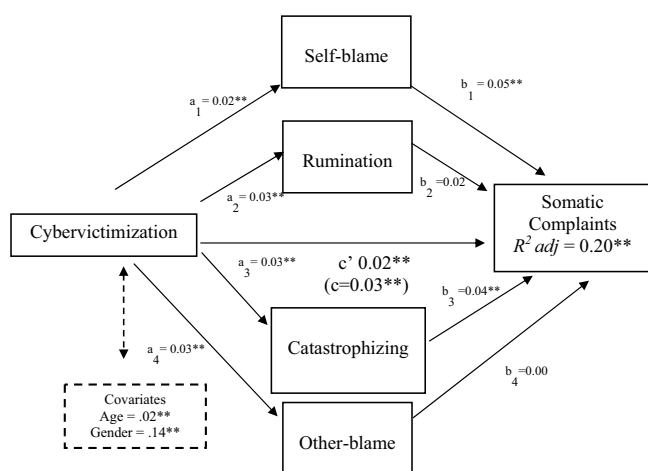 Self-blame
a1 = 0.02**
b1 = 0.05**
Rumination
a2 = 0.03**
b2 =0.02
Somatic
Complaints
R² adj = 0.20**
Cybervictimization
a3 = 0.03**
c’ 0.02**
(c=0.03**)
b3 =0.04**
Catastrophizing
a4 = 0.03**
b4 =0.00
Covariates
Age = .02**
Gender = .14**
Other-blame